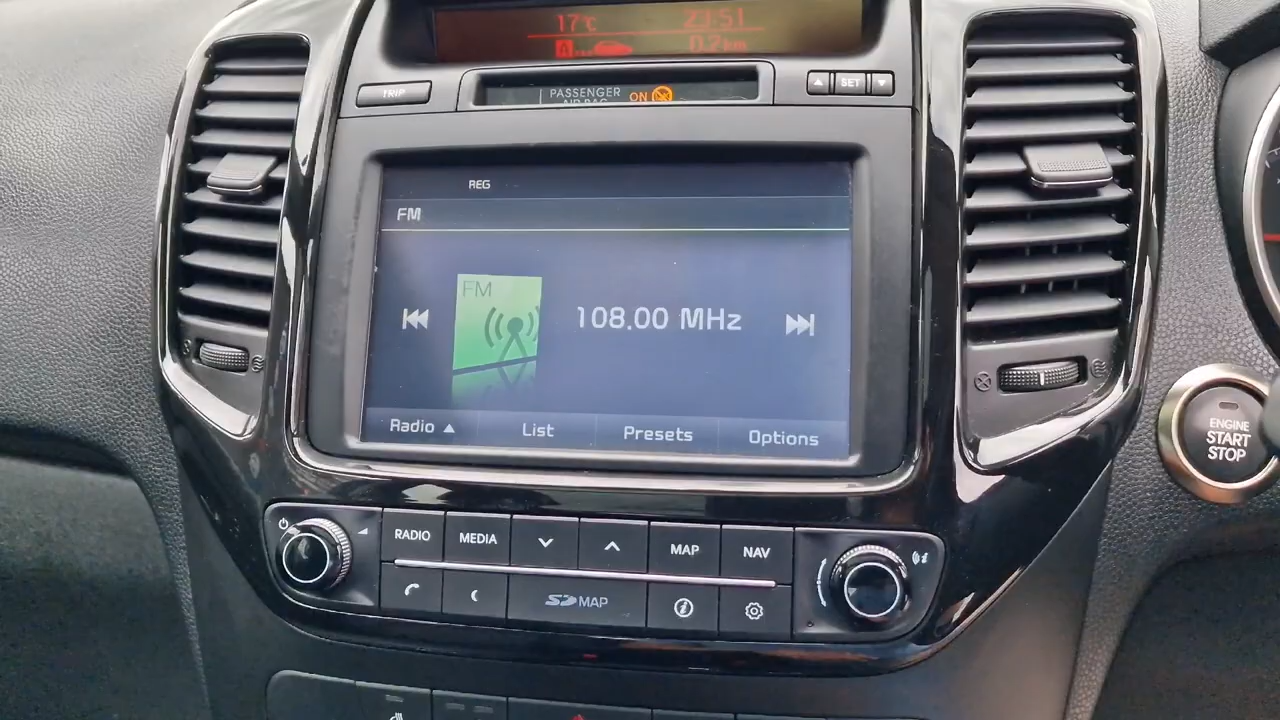 17°C 23:51
A 0.2km
TRIP
PASSENGER
AIR BAG ON
SET
REG
FM
FM
108.00 MHz
Radio List Presets Options
ENGINE
START
STOP
RADIO MEDIA MAP NAV
SD MAP